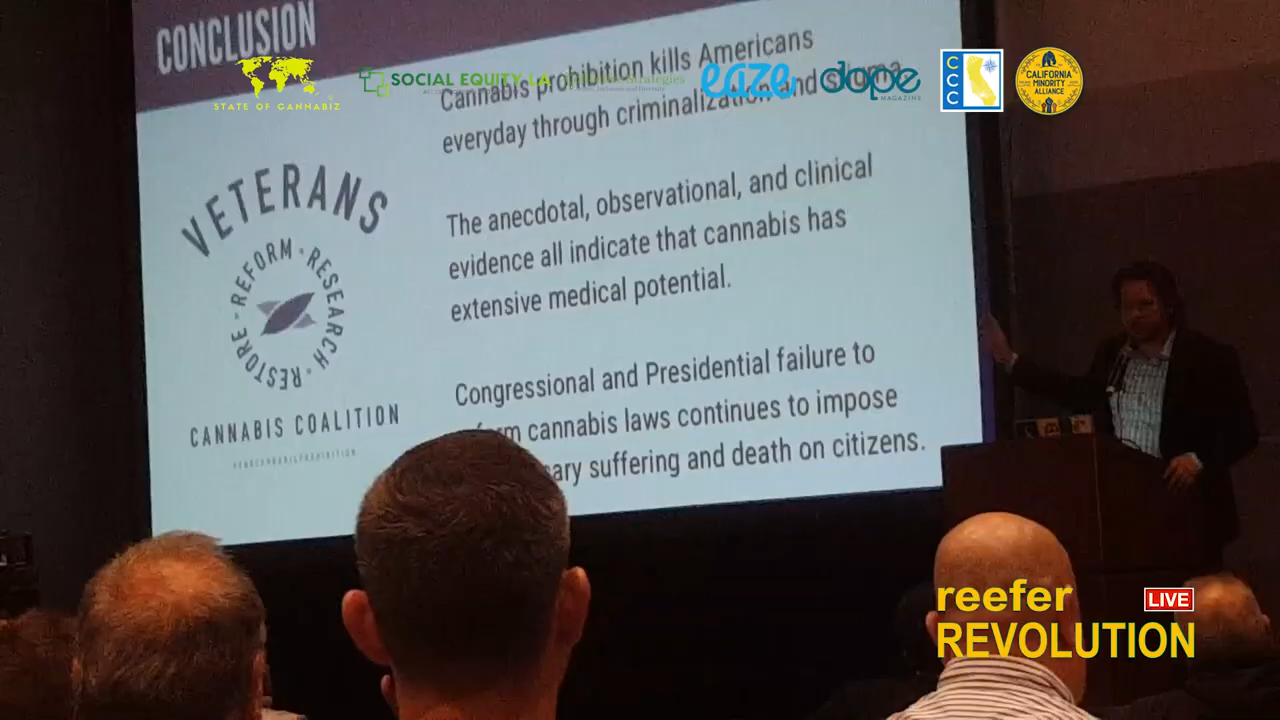 CONCLUSION
STATE OF CANNABIZ
SOCIAL EQUITY LA
eaze
dope
MAGAZINE
CCC
CALIFORNIA
MINORITY
ALLIANCE
Cannabis prohibition kills Americans
everyday through criminalization and stigma
The anecdotal, observational, and clinical
evidence all indicate that cannabis has
extensive medical potential.
Congressional and Presidential failure to
cannabis laws continues to impose
suffering and death on citizens.
VETERANS
REFORM · RESEARCH · RESTORE
CANNABIS COALITION
reefer
LIVE
REVOLUTION